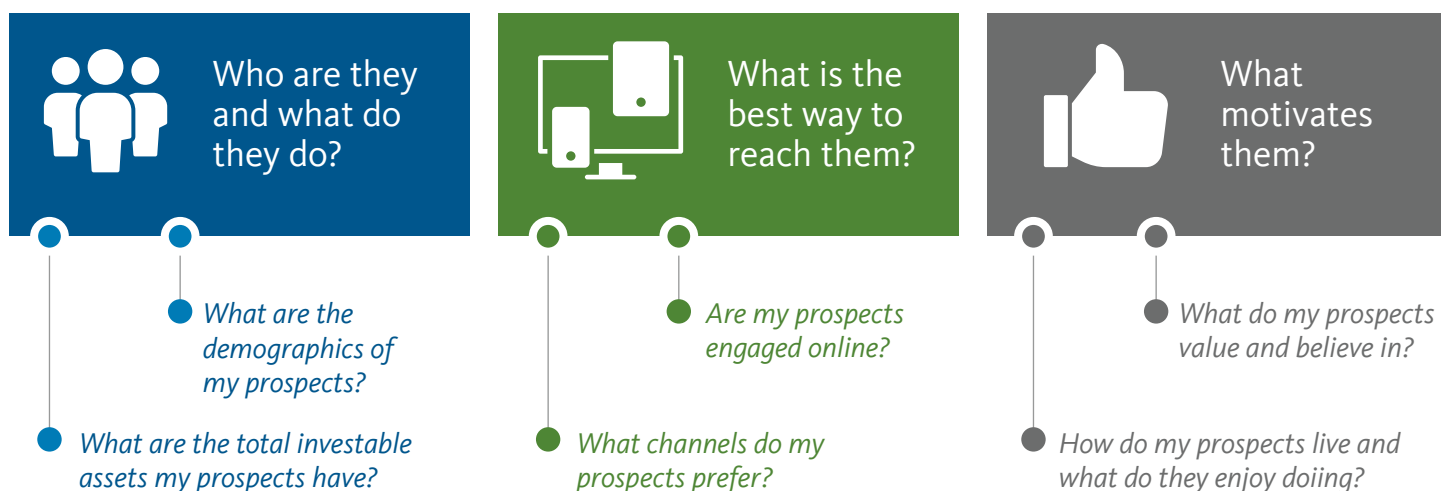 Who are they
and what do
they do?
What are the
demographics of
my prospects?
What are the total investable
assets my prospects have?
What is the
best way to
reach them?
Are my prospects
engaged online?
What channels do my
prospects prefer?
What
motivates
them?
What do my prospects
value and believe in?
How do my prospects live and
what do they enjoy doiing?